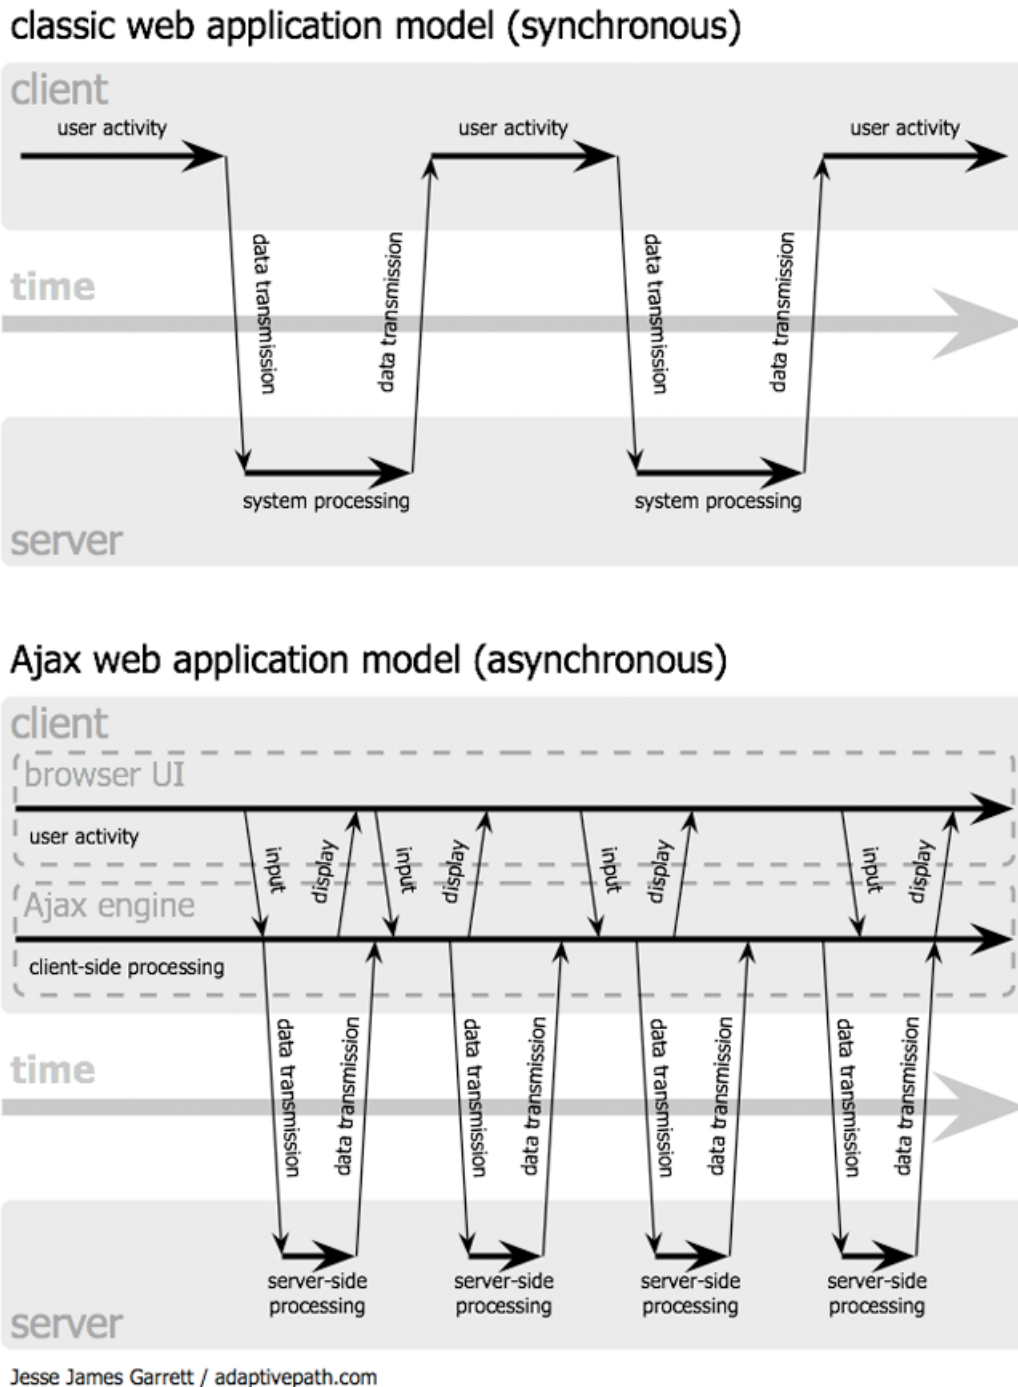 classic web application model (synchronous)
client
user activity
user activity
user activity
data transmission
data transmission
data transmission
data transmission
time
system processing
system processing
server
Ajax web application model (asynchronous)
client
browser UI
user activity
input
display
input
display
input
display
input
display
Ajax engine
client-side processing
data transmission
data transmission
data transmission
data transmission
data transmission
data transmission
data transmission
data transmission
time
server-side
processing
server-side
processing
server-side
processing
server-side
processing
server
Jesse James Garrett / adaptivepath.com